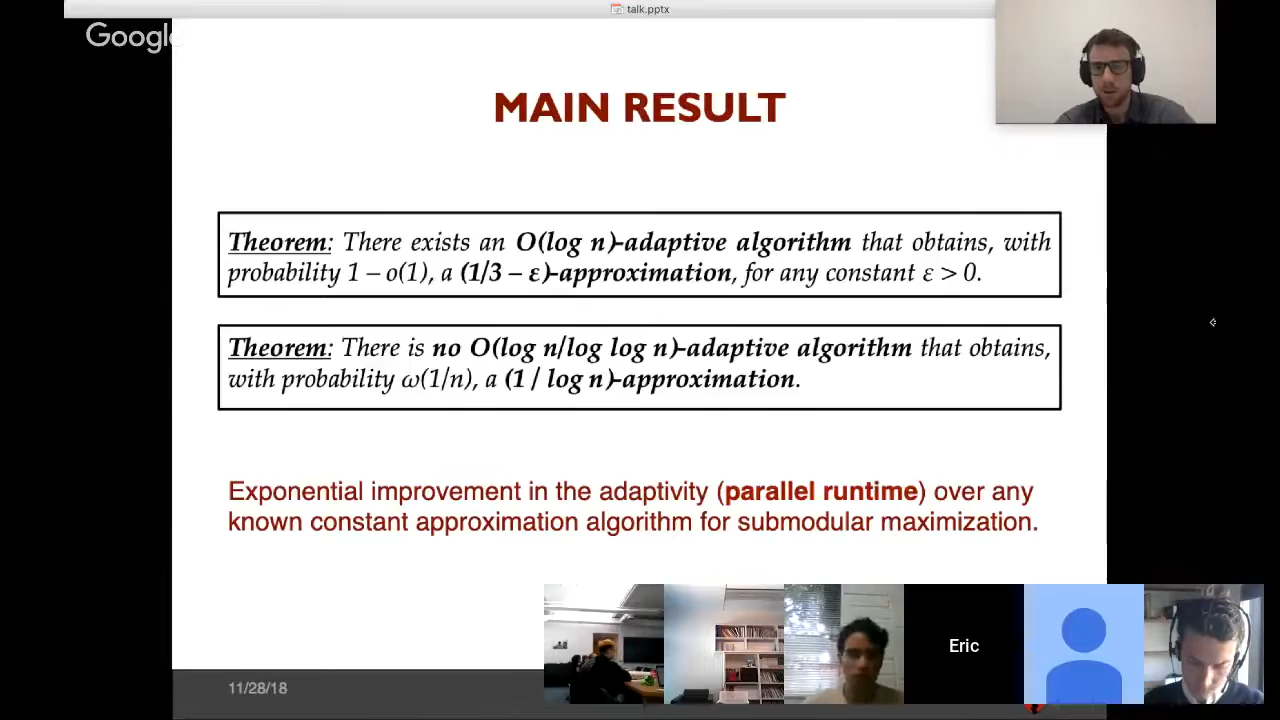 talk.pptx
Google
MAIN RESULT
Theorem: There exists an O(log n)-adaptive algorithm that obtains, with
probability 1 – o(1), a (1/3 – ε)-approximation, for any constant ε > 0.
Theorem: There is no O(log n/log log n)-adaptive algorithm that obtains,
with probability ω(1/n), a (1 / log n)-approximation.
Exponential improvement in the adaptivity (parallel runtime) over any
known constant approximation algorithm for submodular maximization.
Eric
11/28/18